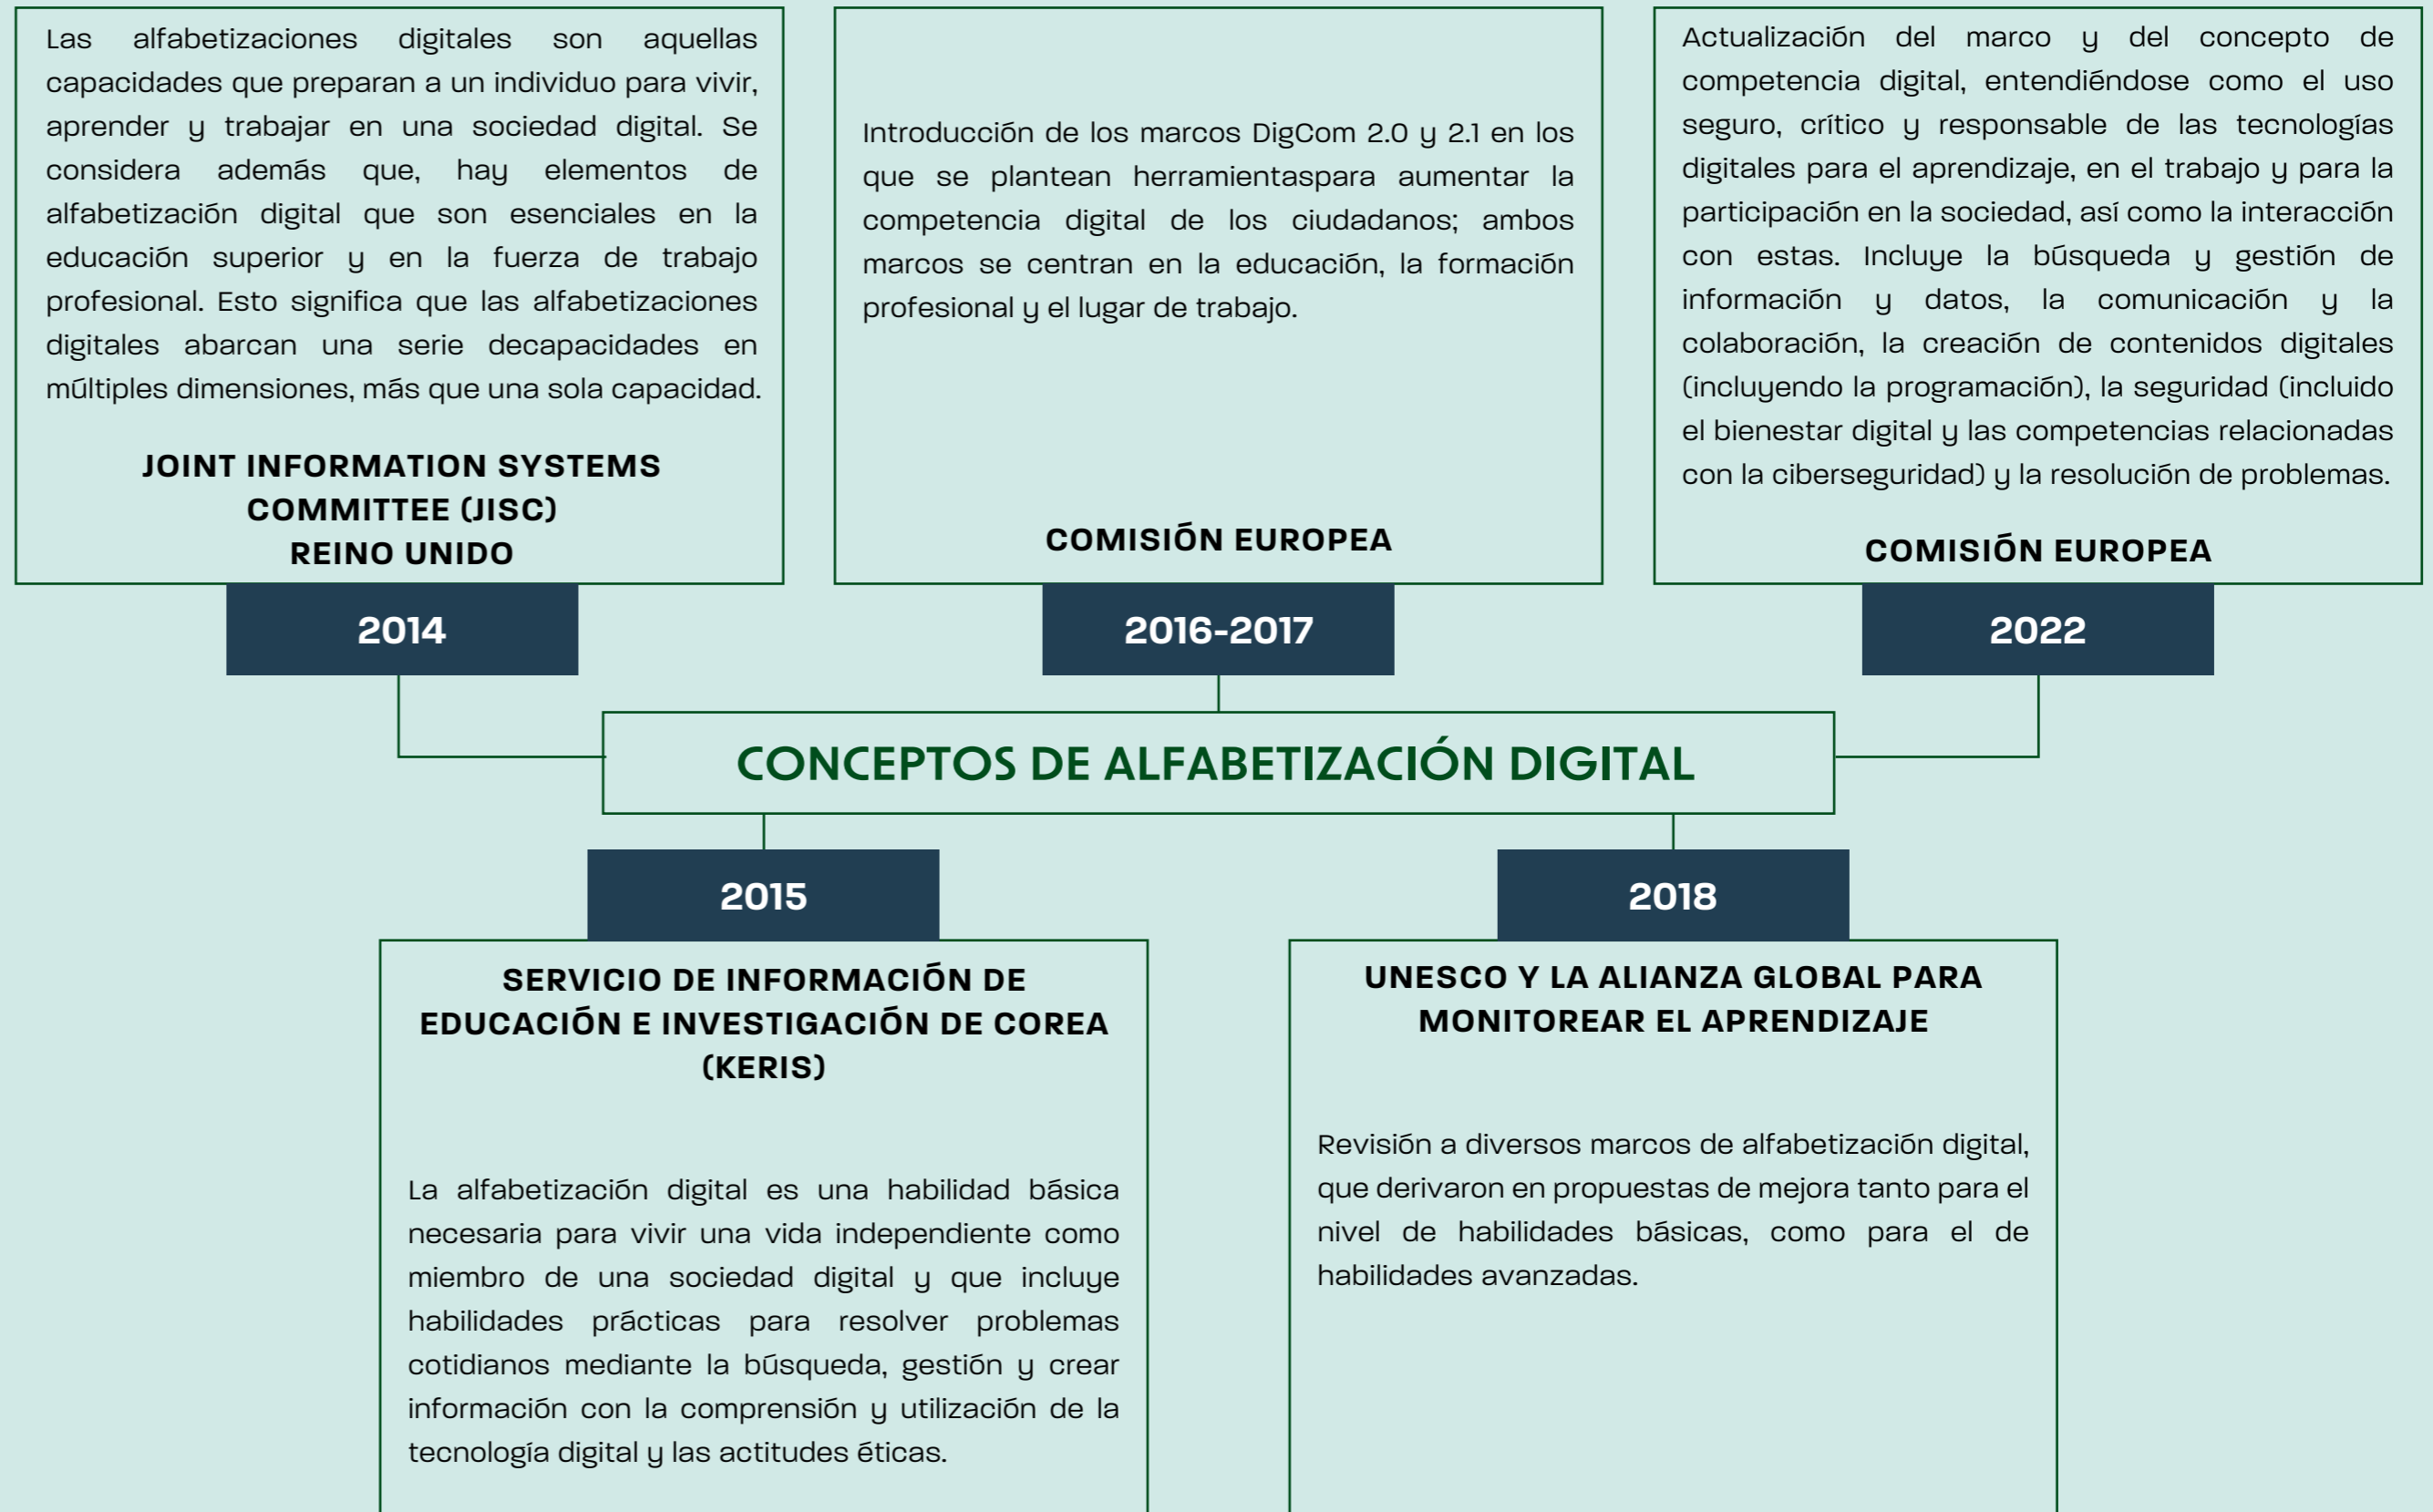 Las alfabetizaciones digitales son aquellas
capacidades que preparan a un individuo para vivir,
aprender y trabajar en una sociedad digital. Se
considera además que, hay elementos de
alfabetización digital que son esenciales en la
educación superior y en la fuerza de trabajo
profesional. Esto significa que las alfabetizaciones
digitales abarcan una serie decapacidades en
múltiples dimensiones, más que una sola capacidad.
JOINT INFORMATION SYSTEMS
COMMITTEE (JISC)
REINO UNIDO
2014
Introducción de los marcos DigCom 2.0 y 2.1 en los
que se plantean herramientaspara aumentar la
competencia digital de los ciudadanos; ambos
marcos se centran en la educación, la formación
profesional y el lugar de trabajo.
COMISIÓN EUROPEA
2016-2017
Actualización del marco y del concepto de
competencia digital, entendiéndose como el uso
seguro, crítico y responsable de las tecnologías
digitales para el aprendizaje, en el trabajo y para la
participación en la sociedad, así como la interacción
con estas. Incluye la búsqueda y gestión de
información y datos, la comunicación y la
colaboración, la creación de contenidos digitales
(incluyendo la programación), la seguridad (incluido
el bienestar digital y las competencias relacionadas
con la ciberseguridad) y la resolución de problemas.
COMISIÓN EUROPEA
2022
CONCEPTOS DE ALFABETIZACIÓN DIGITAL
2015
SERVICIO DE INFORMACIÓN DE
EDUCACIÓN E INVESTIGACIÓN DE COREA
(KERIS)
La alfabetización digital es una habilidad básica
necesaria para vivir una vida independiente como
miembro de una sociedad digital y que incluye
habilidades prácticas para resolver problemas
cotidianos mediante la búsqueda, gestión y crear
información con la comprensión y utilización de la
tecnología digital y las actitudes éticas.
2018
UNESCO Y LA ALIANZA GLOBAL PARA
MONITOREAR EL APRENDIZAJE
Revisión a diversos marcos de alfabetización digital,
que derivaron en propuestas de mejora tanto para el
nivel de habilidades básicas, como para el de
habilidades avanzadas.